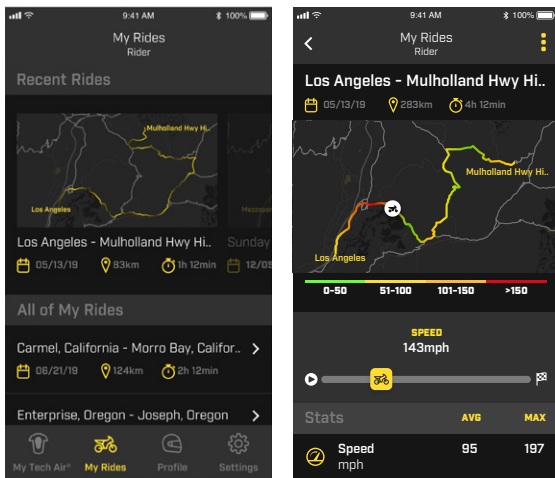 9:41 AM
100%
My Rides
Rider
Recent Rides
Mulholland Hwy Hi..
Los Angeles
Los Angeles - Mulholland Hwy Hi..
Sunday
05/13/19
83km
1h 12min
All of My Rides
Carmel, California - Morro Bay, Califor..
06/21/19
124km
2h 12min
Enterprise, Oregon - Joseph, Oregon
My Tech Air®
My Rides
Profile
Settings
9:41 AM
100%
My Rides
Rider
Los Angeles - Mulholland Hwy Hi..
05/13/19
283km
4h 12min
Mulholland Hwy Hi..
Los Angeles
0-50
51-100
101-150
>150
SPEED
143mph
Stats
AVG
MAX
Speed
95
197
mph